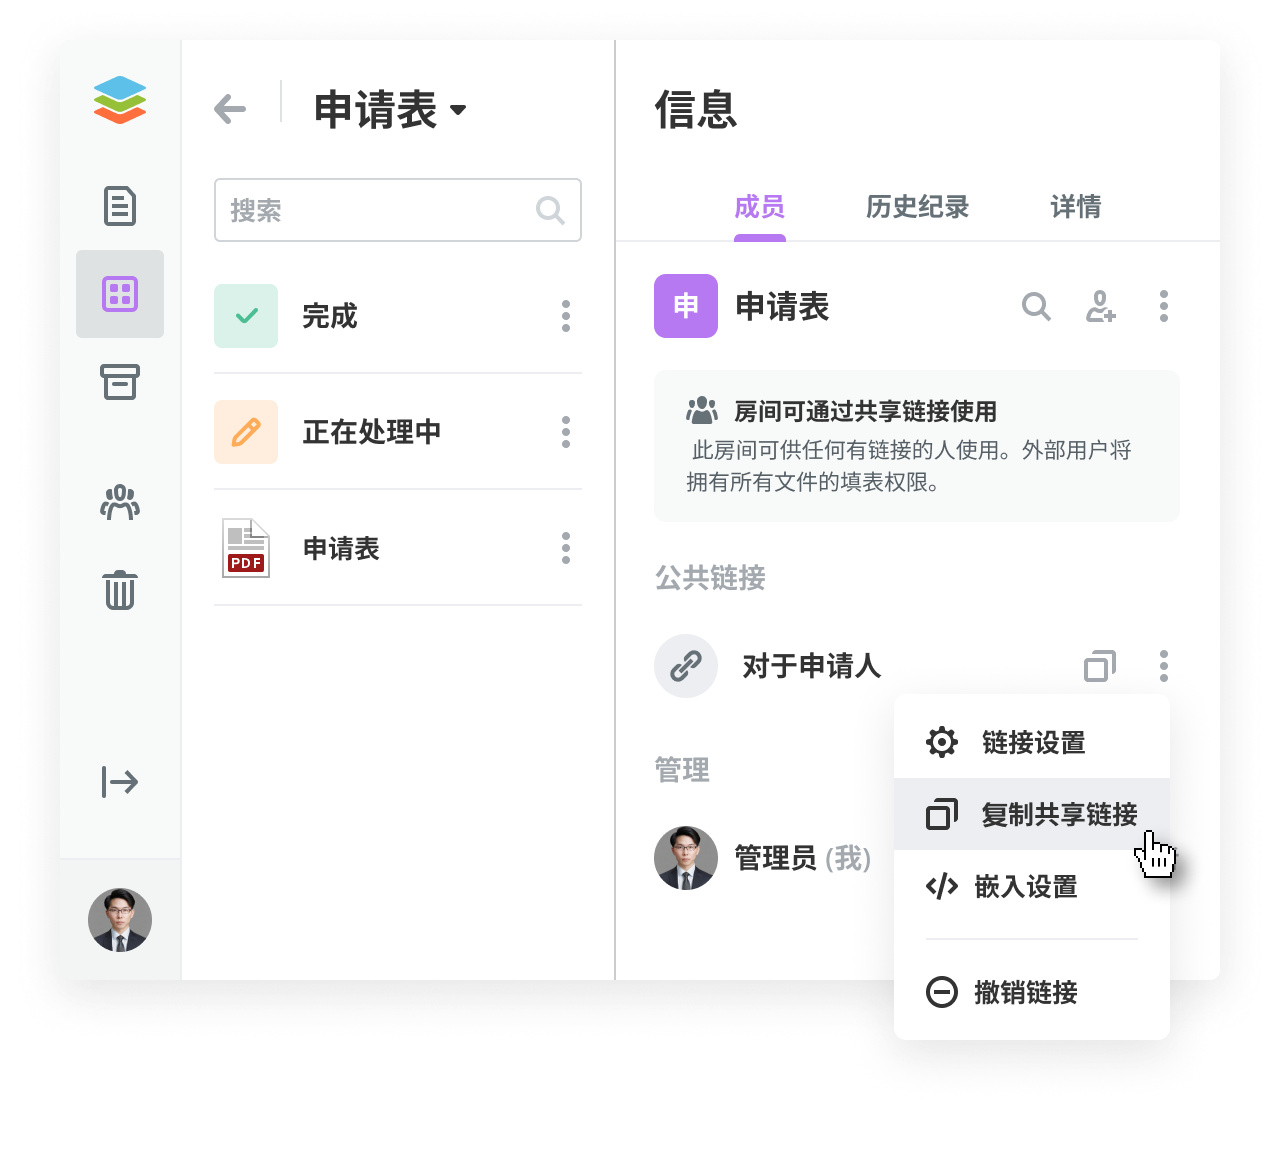 申请表
搜索
完成
正在处理中
PDF
申请表
信息
成员
历史纪录
详情
申
申请表
房间可通过共享链接使用
此房间可供任何有链接的人使用。外部用户将
拥有所有文件的填表权限。
公共链接
对于申请人
链接设置
复制共享链接
嵌入设置
撤销链接
管理
管理员 (我)